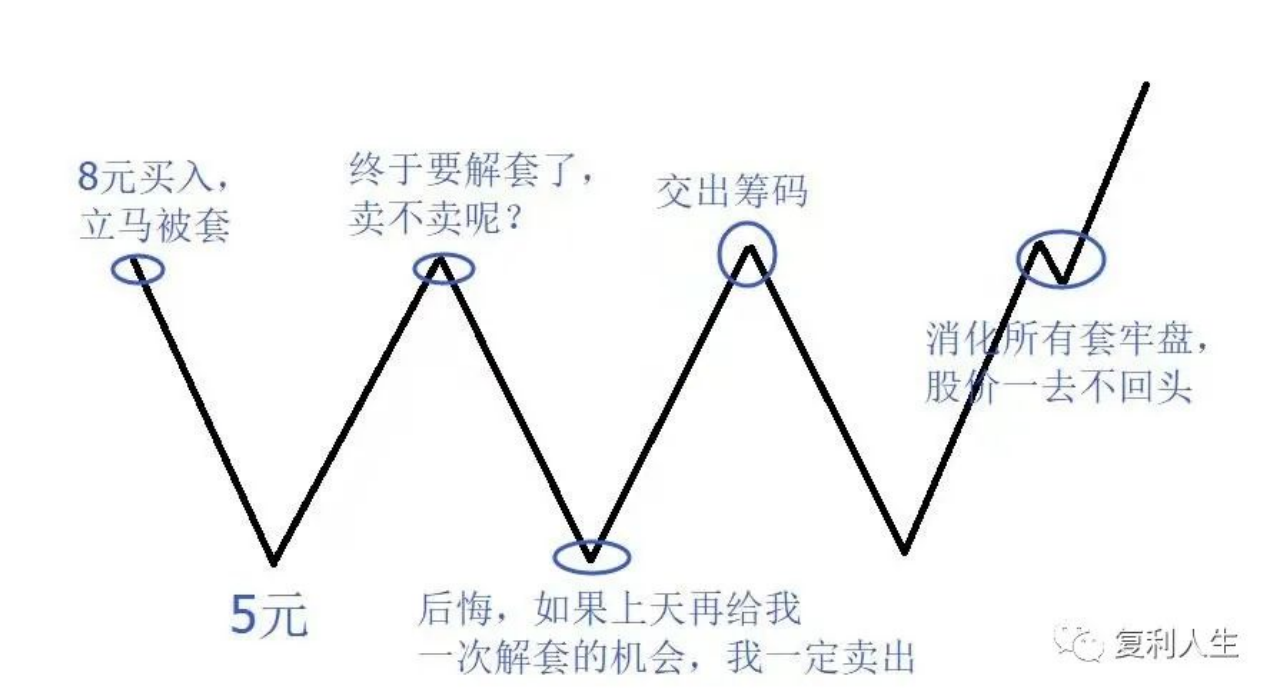 8元买入，
立马被套
终于要解套了，
卖不卖呢？
交出筹码
消化所有套牢盘，
股价一去不回头
5元
后悔，如果上天再给我
一次解套的机会，我一定卖出
复利人生